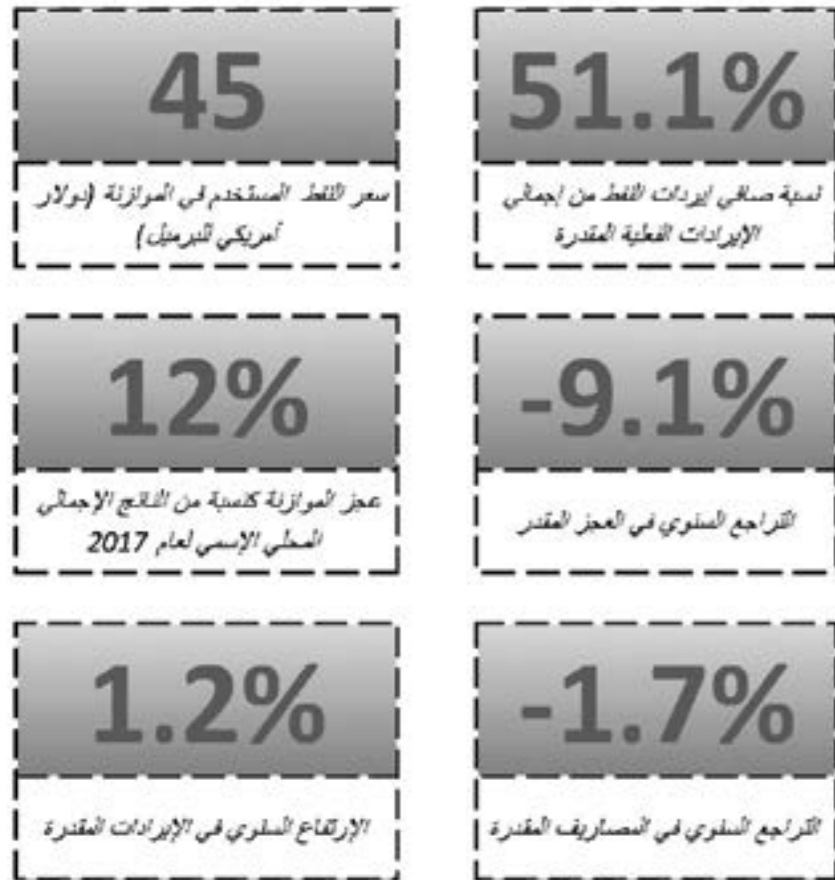 51.1%
نسبة صافي إيردات النفط من إجمالي
الإيرادات الفعلية المقدرة
45
سعر النفط المستخدم في الموازنة (دولار
أمريكي للبرميل)
-9.1%
التراجع السنوي في العجز المقدر
12%
عجز الموازنة كنسبة من الناتج الإجمالي
المحلي الإسمي لعام 2017
-1.7%
التراجع السنوي في المصاريف المقدرة
1.2%
الإرتفاع السنوي في الإيرادات المقدرة